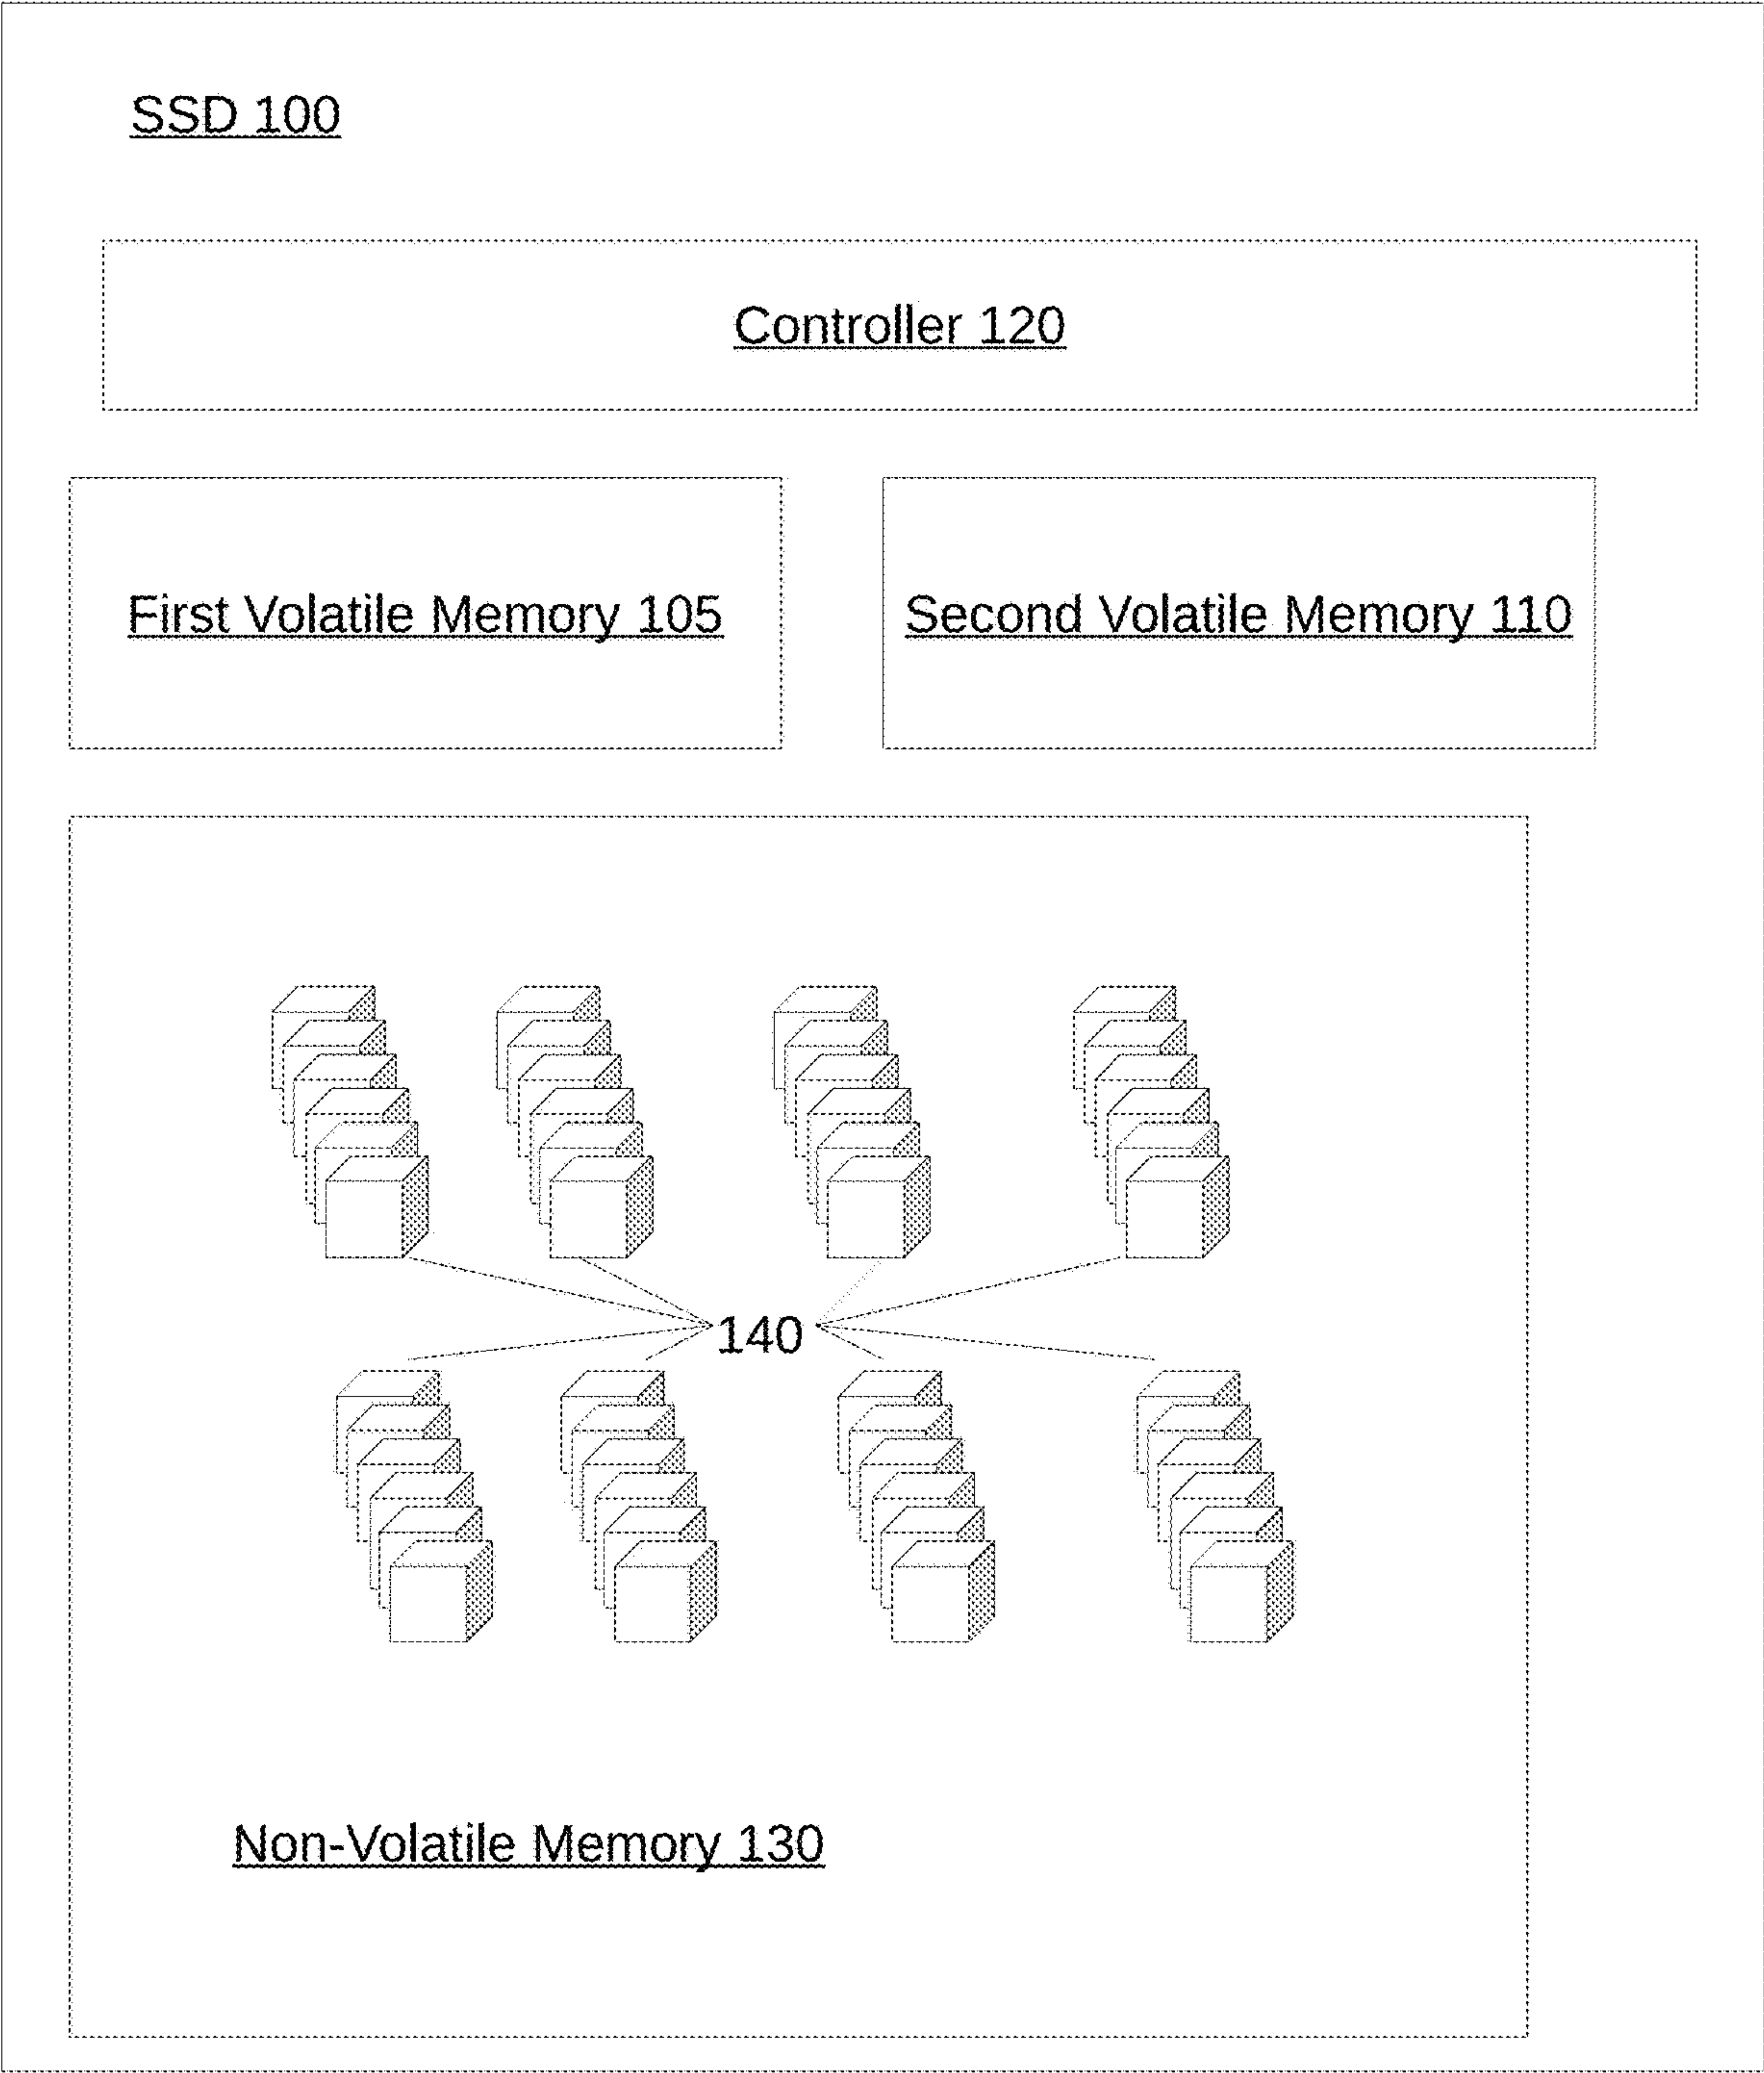 SSD 100
Controller 120
First Volatile Memory 105
Second Volatile Memory 110
140
Non-Volatile Memory 130